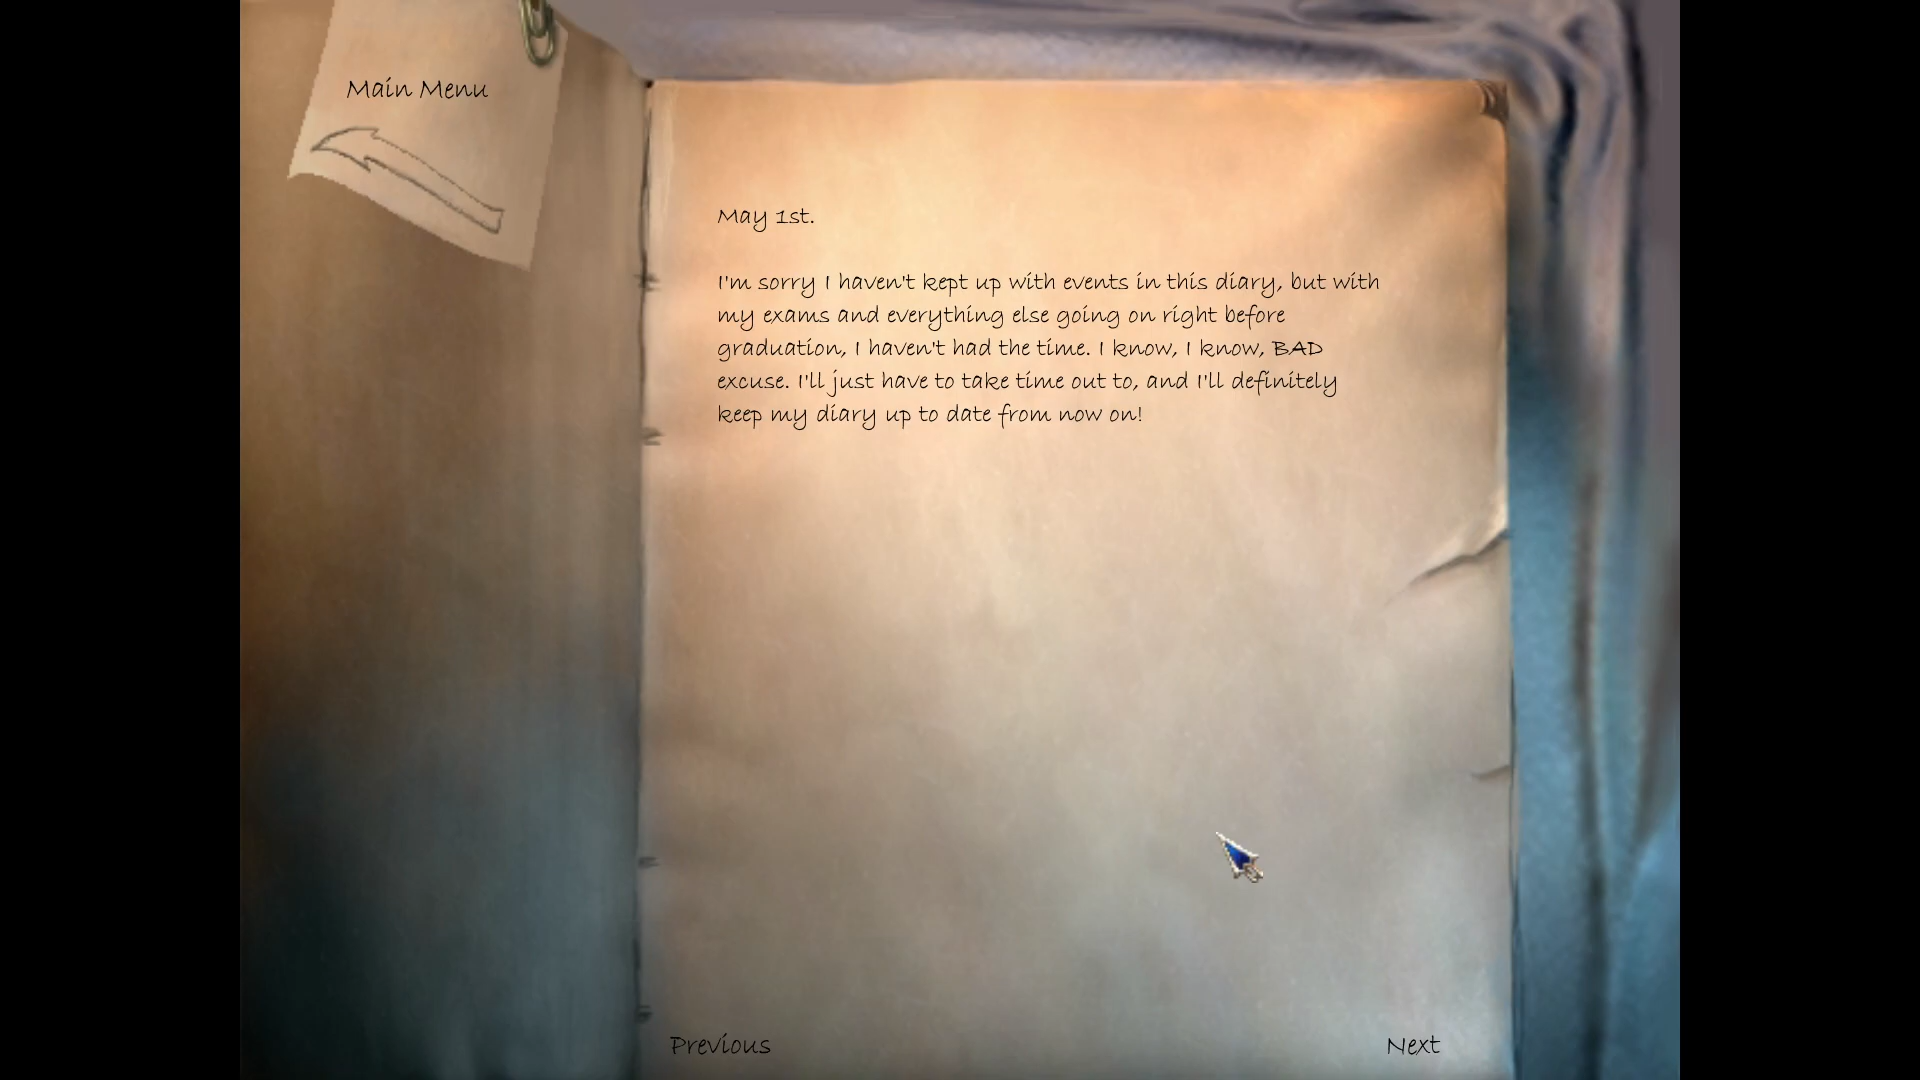 Main Menu
May 1st.
I'm sorry I haven't kept up with events in this diary, but with
my exams and everything else going on right before
graduation, I haven't had the time. I know, I know, BAD
excuse. I'll just have to take time out to, and I'll definitely
keep my diary up to date from now on!
Previous
Next